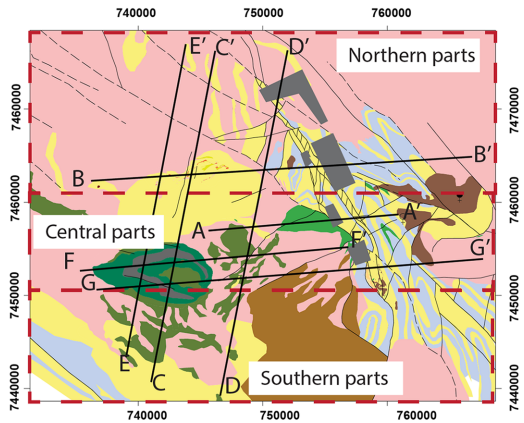 740000 750000 760000
E' C' D' Northern parts
7460000 7470000
B B'
7460000 7460000
A A'
Central parts
F F'
G G'
7450000 7450000
E C D
Southern parts
7440000 7440000
740000 750000 760000